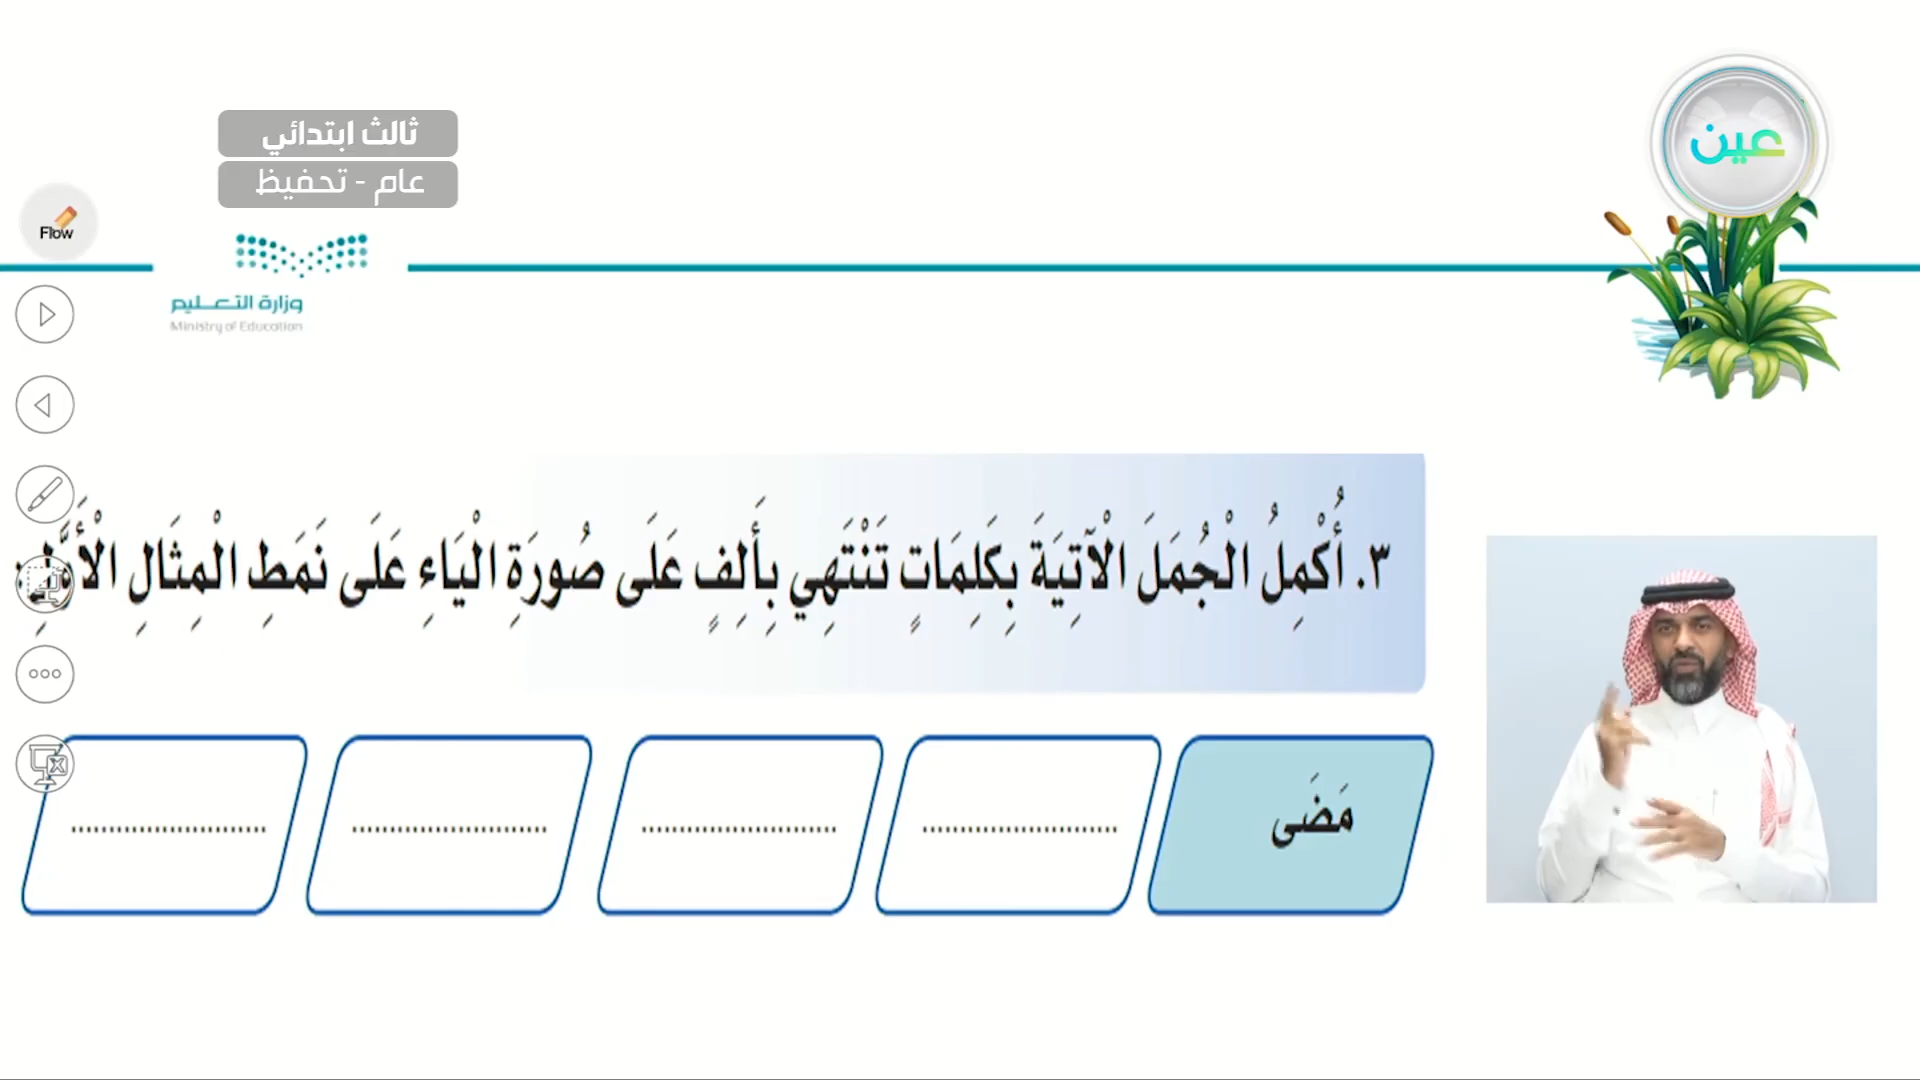 ثالث ابتدائي
عام - تحفيظ
عين
Flow
وزارة التعليم
Ministry of Education
٣. أُكْمِلُ الْجُمَلَ الْآتِيَةَ بِكَلِمَاتٍ تَنْتَهِي بِأَلِفٍ عَلَى صُورَةِ الْيَاءِ عَلَى نَمَطِ الْمِثَالِ الْأَوَّلِ:
مَضَى
........................ ........................ ........................ ........................